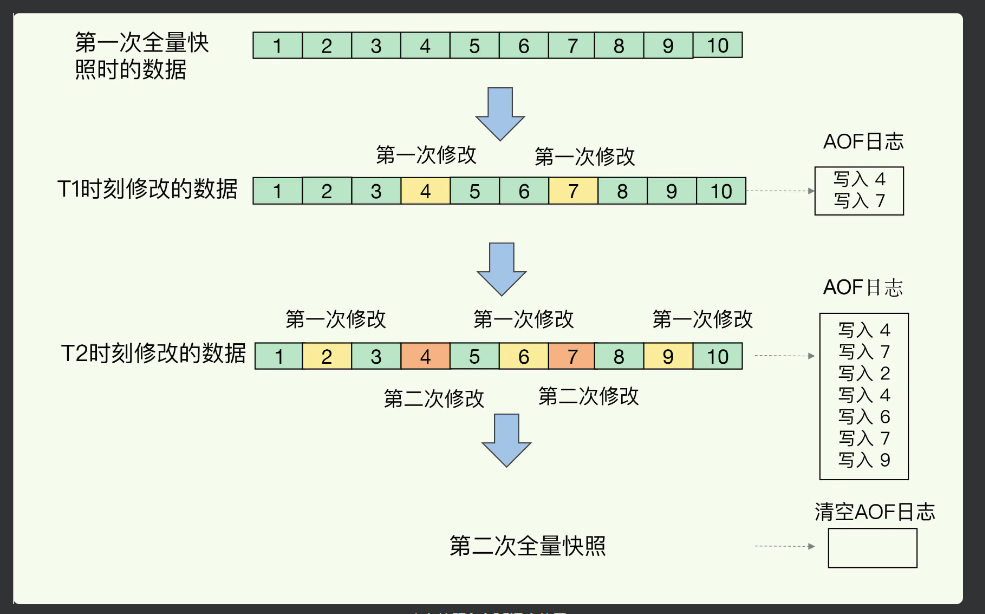 第一次全量快
照时的数据
1 2 3 4 5 6 7 8 9 10
第一次修改 第一次修改
AOF日志
T1时刻修改的数据 1 2 3 4 5 6 7 8 9 10
写入 4
写入 7
AOF日志
第一次修改 第一次修改 第一次修改
T2时刻修改的数据 1 2 3 4 5 6 7 8 9 10
第二次修改 第二次修改
写入 4
写入 7
写入 2
写入 4
写入 6
写入 7
写入 9
清空AOF日志
第二次全量快照